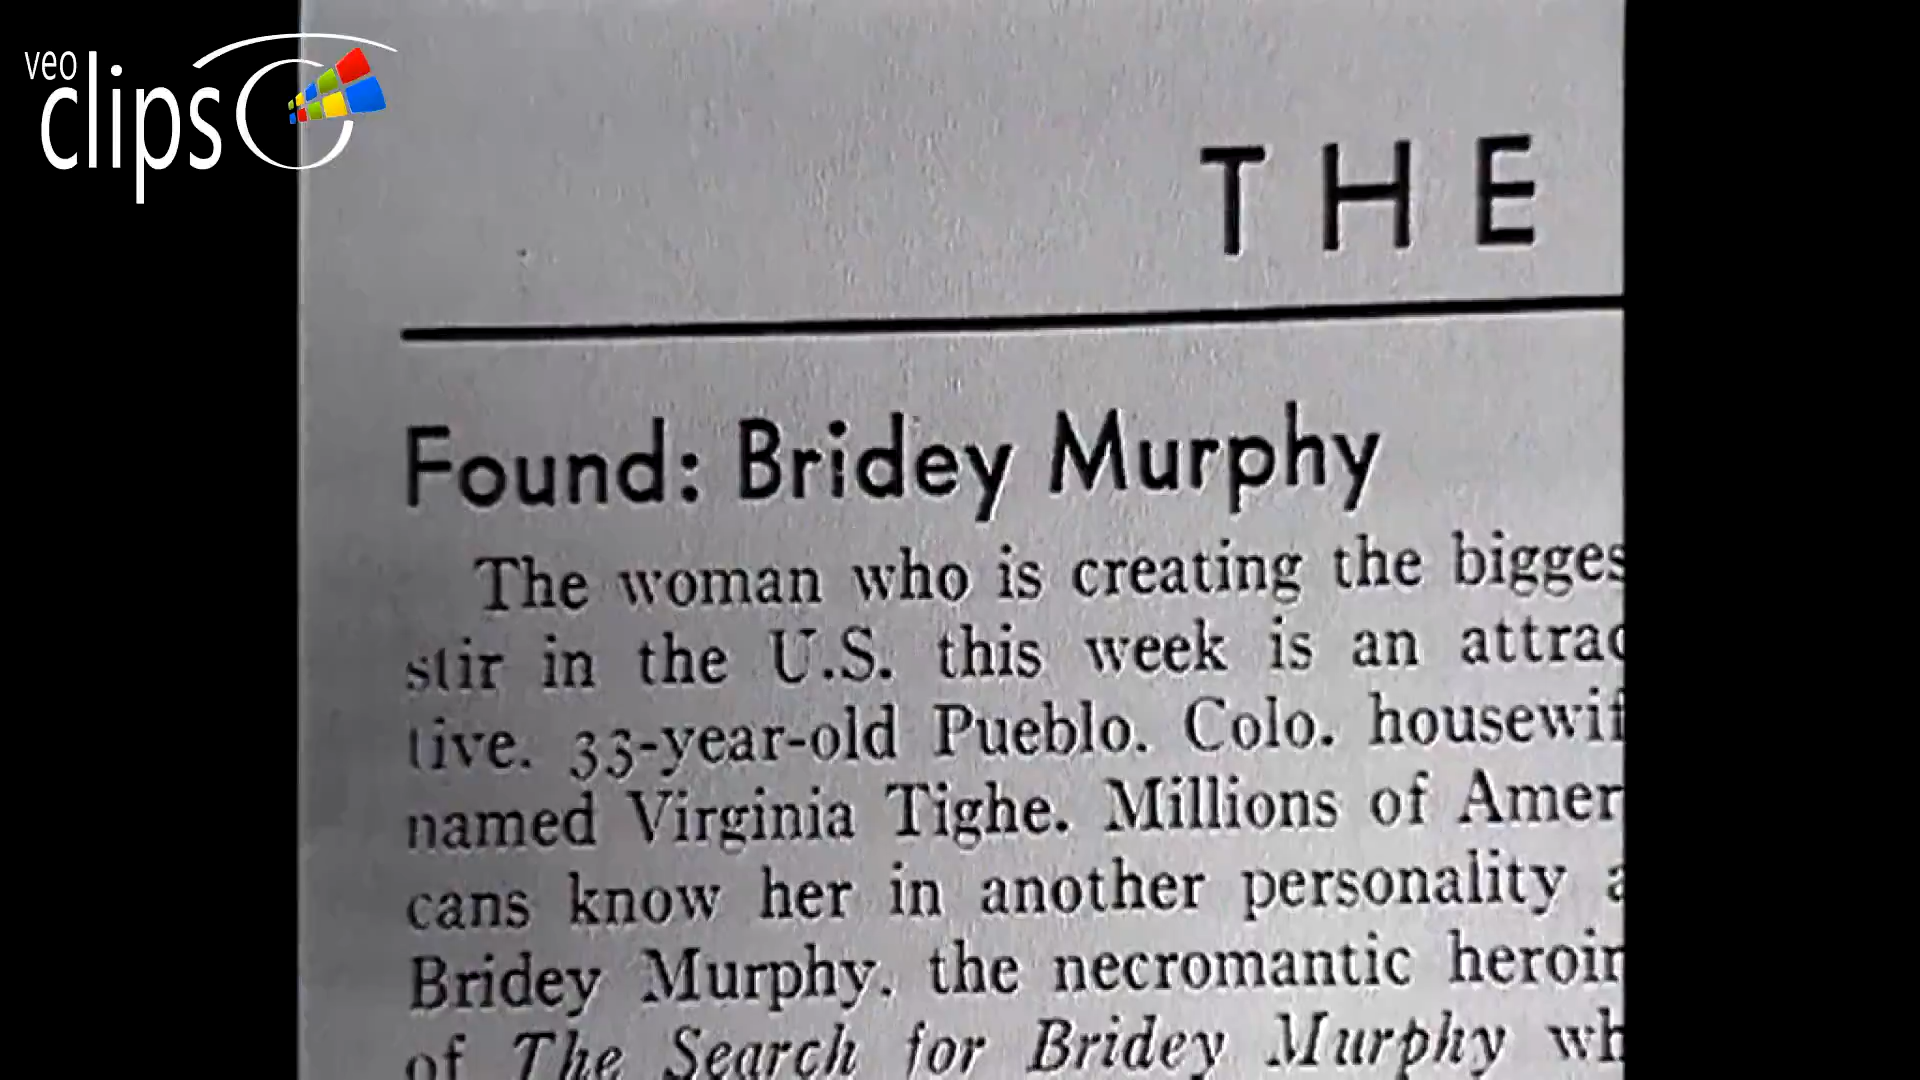 veo
clips
THE
Found: Bridey Murphy
The woman who is creating the bigges
stir in the U.S. this week is an attrac
tive, 33-year-old Pueblo, Colo. housewif
named Virginia Tighe. Millions of Amer
cans know her in another personality a
Bridey Murphy, the necromantic heroin
of The Search for Bridey Murphy wh